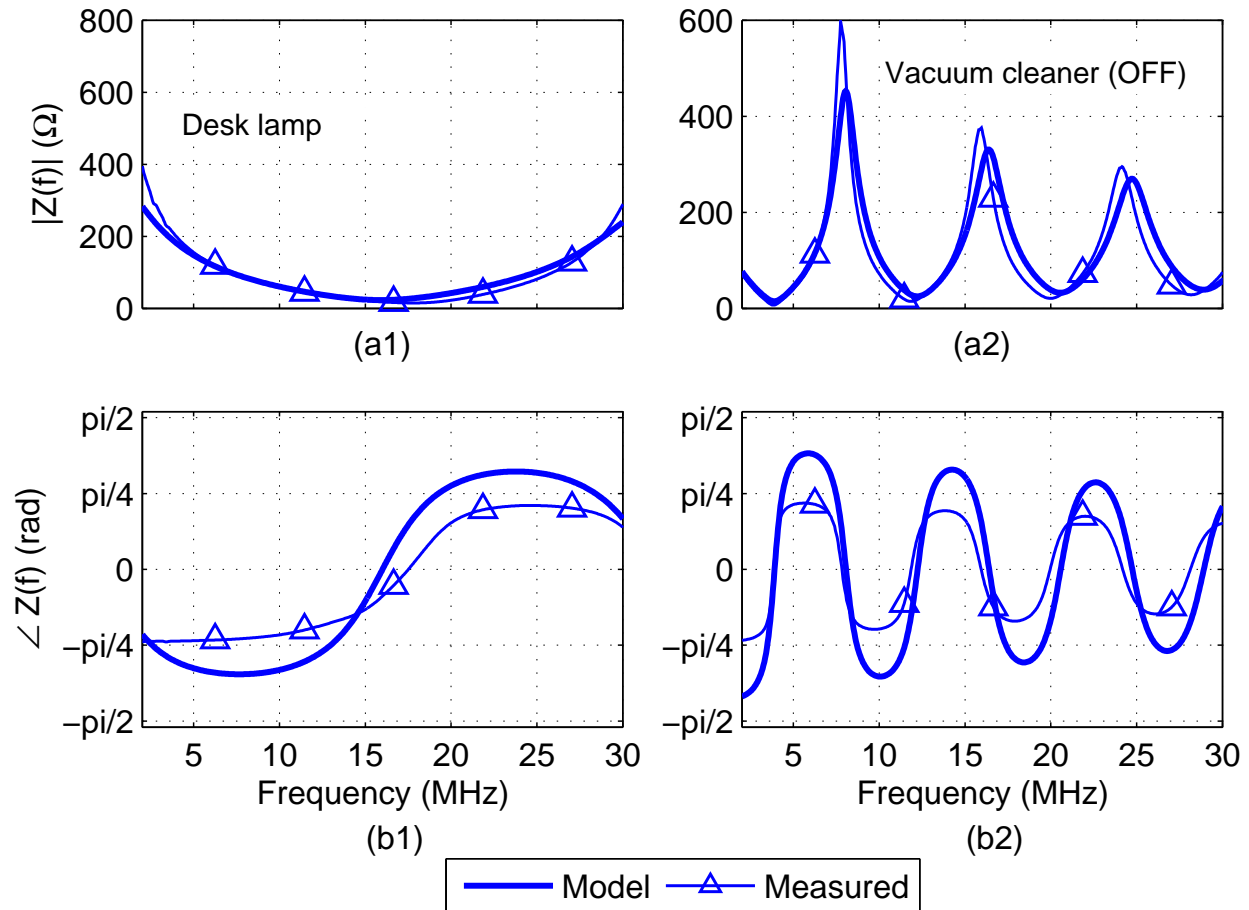 800
600
400
200
0
|Z(f)| (Ω)
Desk lamp
(a1)
600
400
200
0
Vacuum cleaner (OFF)
(a2)
pi/2
pi/4
0
−pi/4
−pi/2
∠ Z(f) (rad)
5 10 15 20 25 30
Frequency (MHz)
(b1)
pi/2
pi/4
0
−pi/4
−pi/2
5 10 15 20 25 30
Frequency (MHz)
(b2)
Model Measured